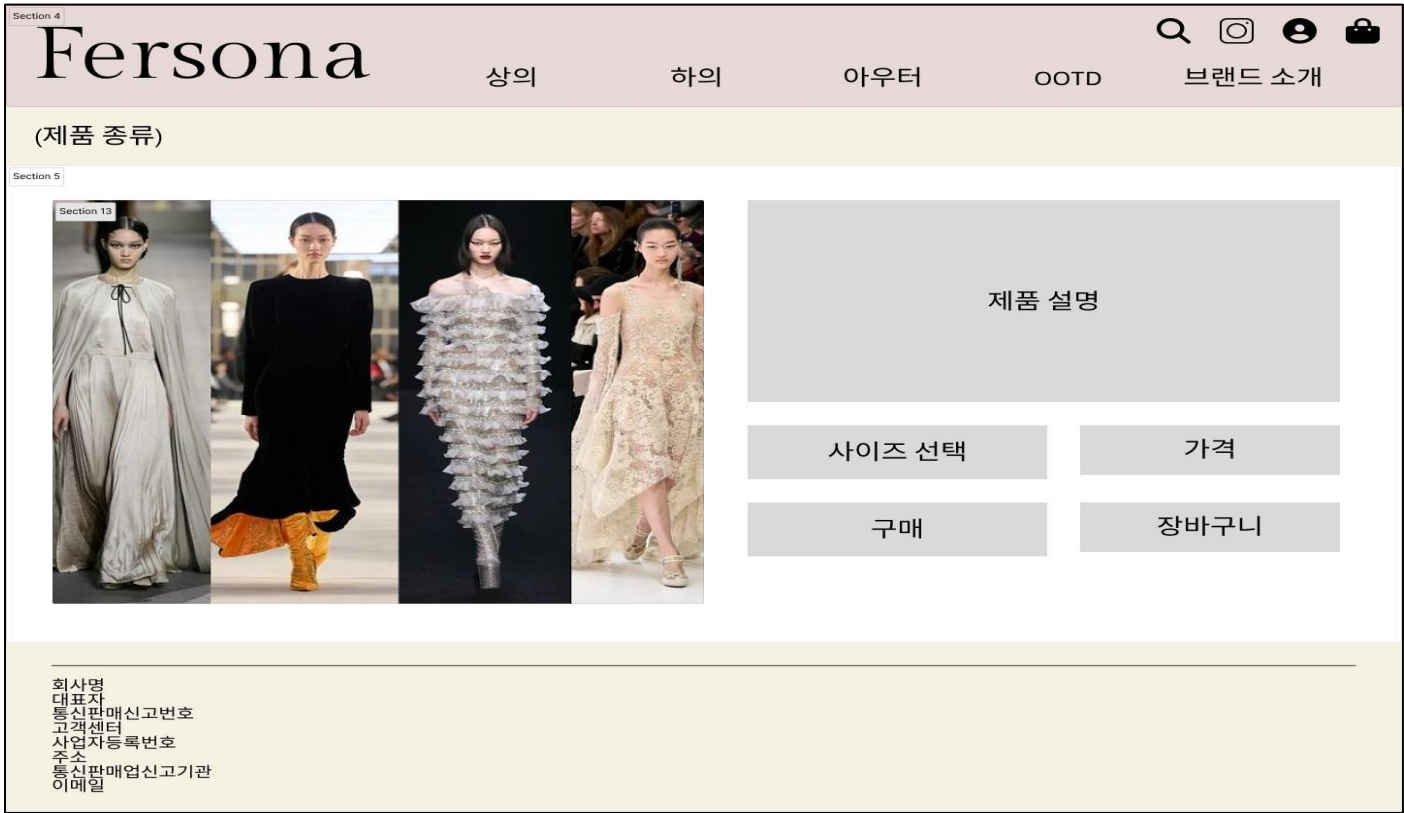 Section 4
Fersona
상의 하의 아우터 OOTD 브랜드 소개
(제품 종류)
Section 5
Section 13
제품 설명
사이즈 선택 가격
구매 장바구니
회사명
대표자
통신판매신고번호
고객센터
사업자등록번호
주소
통신판매업신고기관
이메일